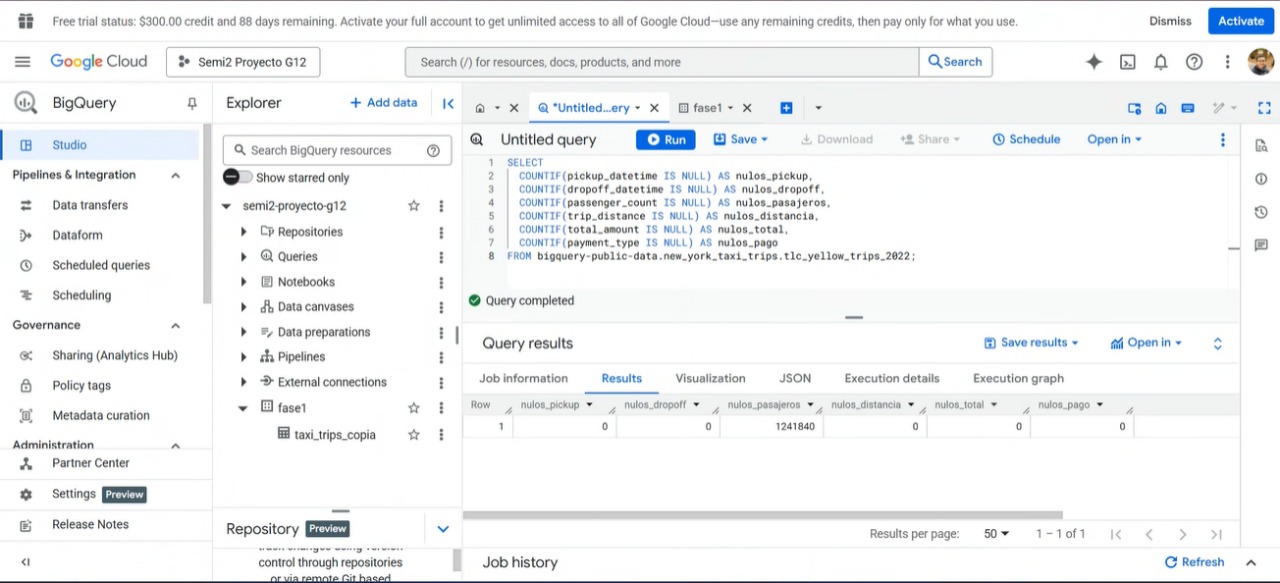 Free trial status: $300.00 credit and 88 days remaining. Activate your full account to get unlimited access to all of Google Cloud—use any remaining credits, then pay only for what you use.
Dismiss
Activate
Google Cloud
Semi2 Proyecto G12
Search (/) for resources, docs, products, and more
Search
BigQuery
Studio
Pipelines & Integration
Data transfers
Dataform
Scheduled queries
Scheduling
Governance
Sharing (Analytics Hub)
Policy tags
Metadata curation
Administration
Partner Center
Settings Preview
Release Notes
Explorer
+ Add data
Search BigQuery resources
Show starred only
semi2-proyecto-g12
Repositories
Queries
Notebooks
Data canvases
Data preparations
Pipelines
External connections
fase1
taxi_trips_copia
Repository Preview
track changes using version
control through repositories
or via remote Git based
*Untitled...ery
fase1
Untitled query
Run
Save
Download
Share
Schedule
Open in
1 SELECT
2 COUNTIF(pickup_datetime IS NULL) AS nulos_pickup,
3 COUNTIF(dropoff_datetime IS NULL) AS nulos_dropoff,
4 COUNTIF(passenger_count IS NULL) AS nulos_pasajeros,
5 COUNTIF(trip_distance IS NULL) AS nulos_distancia,
6 COUNTIF(total_amount IS NULL) AS nulos_total,
7 COUNTIF(payment_type IS NULL) AS nulos_pago
8 FROM bigquery-public-data.new_york_taxi_trips.tlc_yellow_trips_2022;
Query completed
Query results
Save results
Open in
Job information Results Visualization JSON Execution details Execution graph
Row nulos_pickup nulos_dropoff nulos_pasajeros nulos_distancia nulos_total nulos_pago
1 0 0 1241840 0 0 0
Results per page: 50 1 – 1 of 1
Job history
Refresh